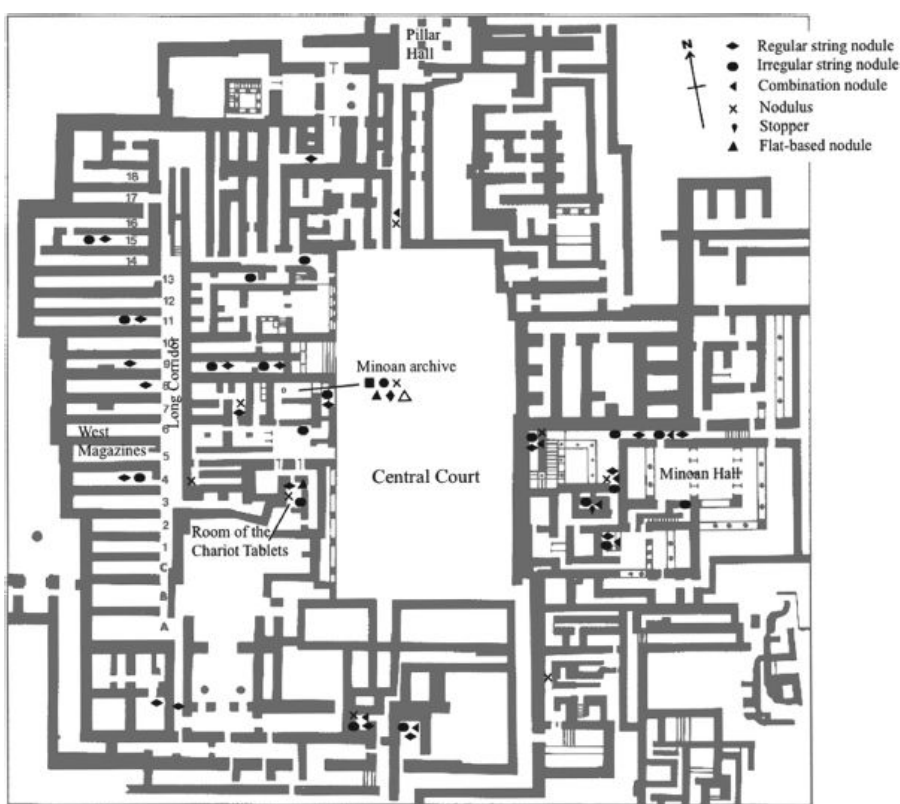 Pillar
Hall
N
Regular string nodule
Irregular string nodule
Combination nodule
Nodulus
Stopper
Flat-based nodule
18
17
16
15
14
13
12
11
10
9
8
7
6
5
4
3
2
1
C
B
A
Long Corridor
West
Magazines
Minoan archive
Central Court
Minoan Hall
Room of the
Chariot Tablets